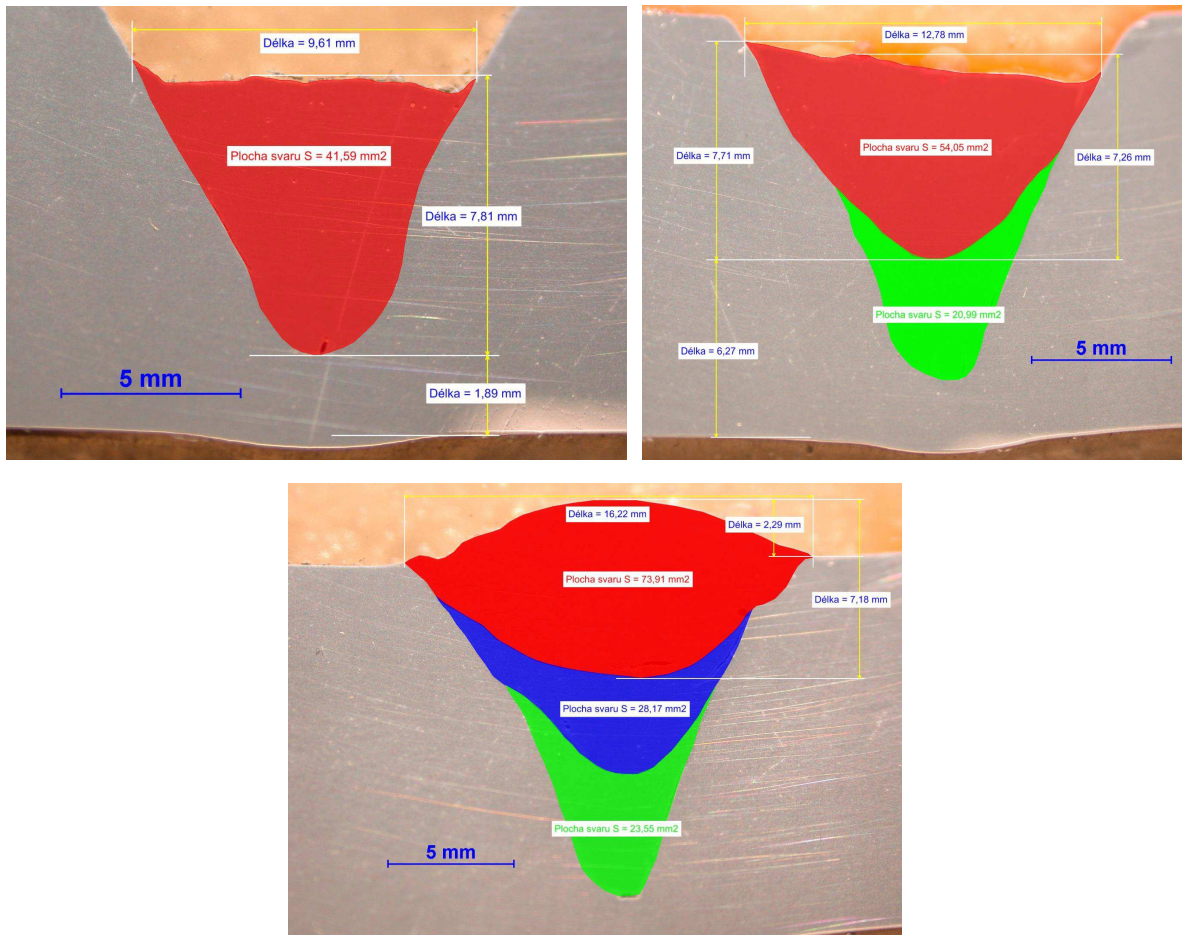 Délka = 9,61 mm
Plocha svaru S = 41,59 mm2
Délka = 7,81 mm
5 mm
Délka = 1,89 mm
Délka = 12,78 mm
Plocha svaru S = 54,05 mm2
Délka = 7,71 mm
Délka = 7,26 mm
Plocha svaru S = 20,99 mm2
Délka = 6,27 mm
5 mm
Délka = 16,22 mm
Délka = 2,29 mm
Plocha svaru S = 73,91 mm2
Délka = 7,18 mm
Plocha svaru S = 28,17 mm2
Plocha svaru S = 23,55 mm2
5 mm